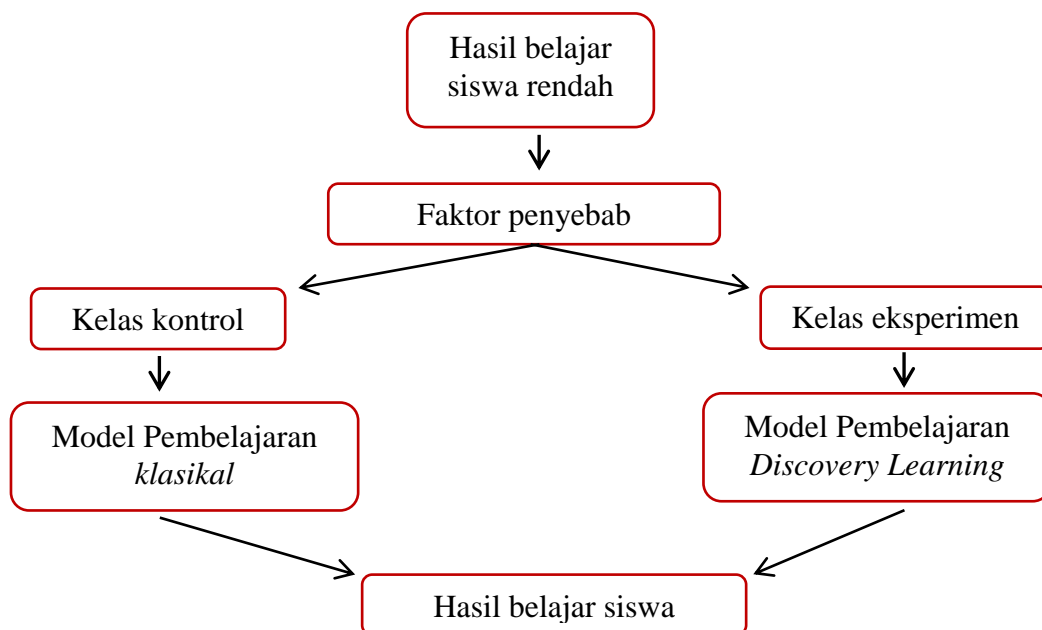 Hasil belajar
siswa rendah
Faktor penyebab
Kelas kontrol
Kelas eksperimen
Model Pembelajaran
klasikal
Model Pembelajaran
Discovery Learning
Hasil belajar siswa